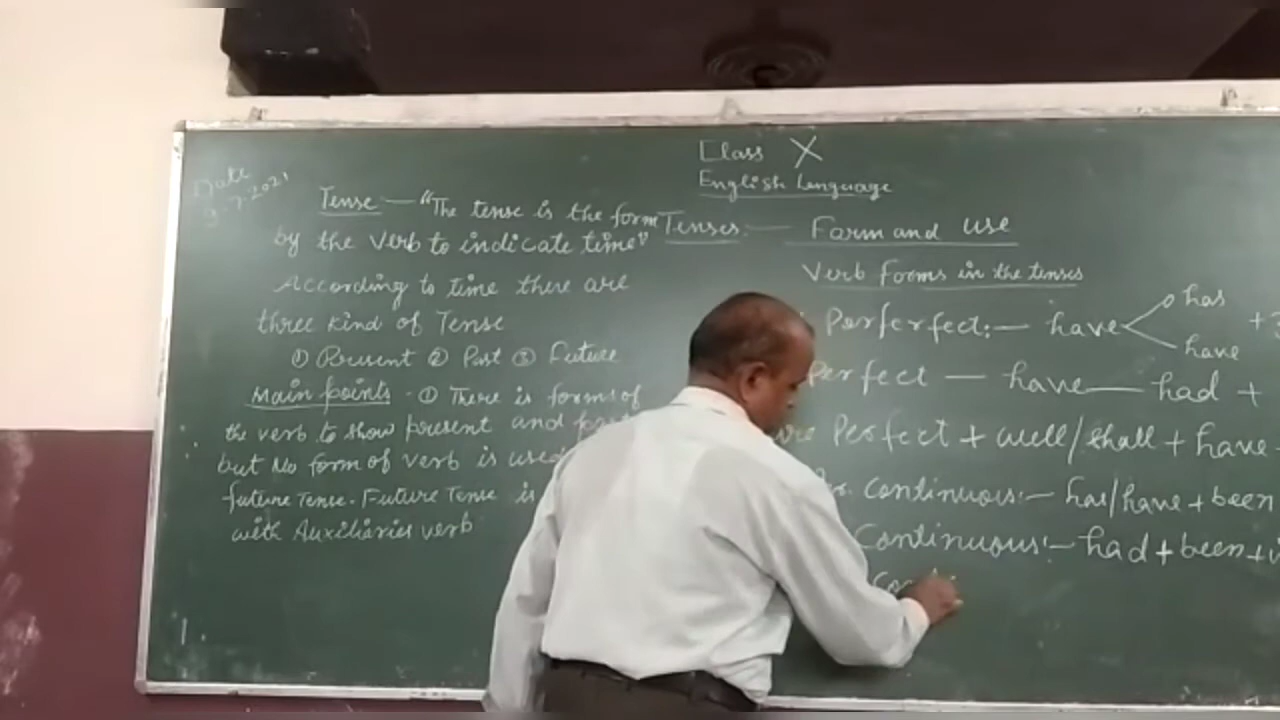 Class X
English Language
Date
9.7.2021
Tense:— "The tense is the form
by the verb to indicate time"
According to time there are
three kind of Tense
① Present ② Past ③ Future
Main points - ① There is forms of
the verb to show present and
but No form of verb is used
future Tense. Future Tense is
with Auxiliaries verb
Tenses:— Form and use
Verb forms in the tenses
Perferfect:— have has
have +
Perfect — have — had +
Perfect + well/shall + have
Continuous:— has/have + been
Continuous:— had + been +